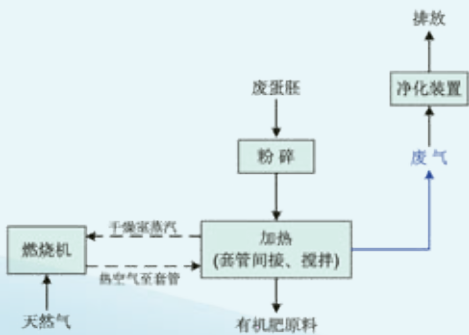 排放
净化装置
废蛋胚
废气
粉碎
干燥室蒸汽
燃烧机
加热
(套管间接、搅拌)
热空气至套管
天然气
有机肥原料